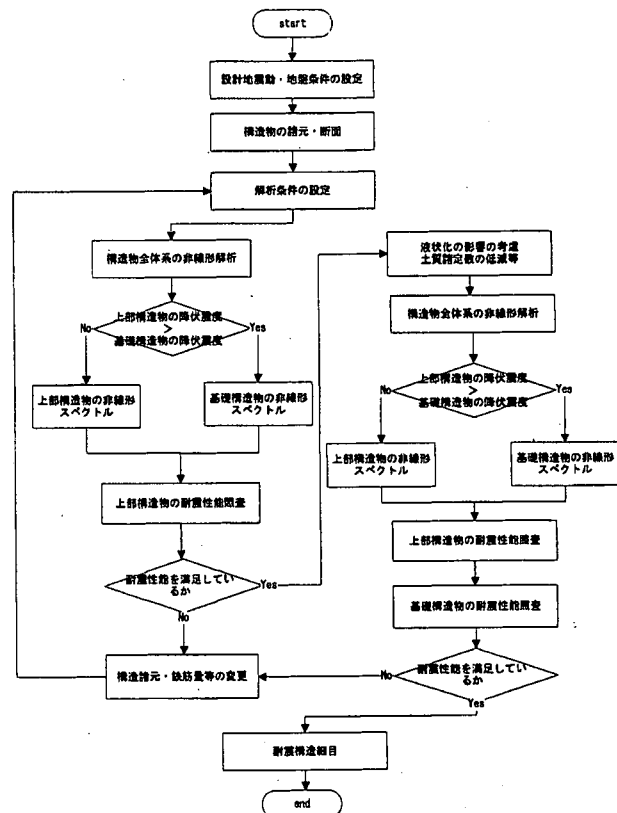 start
設計地震動・地盤条件の設定
構造物の諸元・断面
解析条件の設定
構造物全体系の非線形解析
上部構造物の降伏震度
>
基礎構造物の降伏震度
No
Yes
上部構造物の非線形
スペクトル
基礎構造物の非線形
スペクトル
上部構造物の耐震性能照査
耐震性能を満足してい
るか
Yes
No
構造諸元・鉄筋量等の変更
液状化の影響の考慮
土質諸定数の低減等
構造物全体系の非線形解析
上部構造物の降伏震度
>
基礎構造物の降伏震度
No
Yes
上部構造物の非線形
スペクトル
基礎構造物の非線形
スペクトル
上部構造物の耐震性能照査
基礎構造物の耐震性能照査
耐震性能を満足してい
るか
No
Yes
耐震構造細目
end